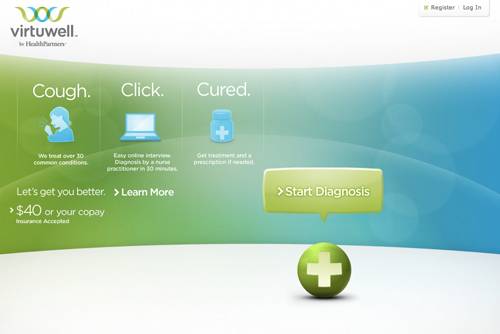 Register | Log In
virtuwell.
by HealthPartners
Cough. Click. Cured.
We treat over 30
common conditions.
Easy online interview.
Diagnosis by a nurse
practitioner in 30 minutes.
Get treatment and a
prescription if needed.
Let's get you better. > Learn More
> $40 or your copay
Insurance Accepted
> Start Diagnosis